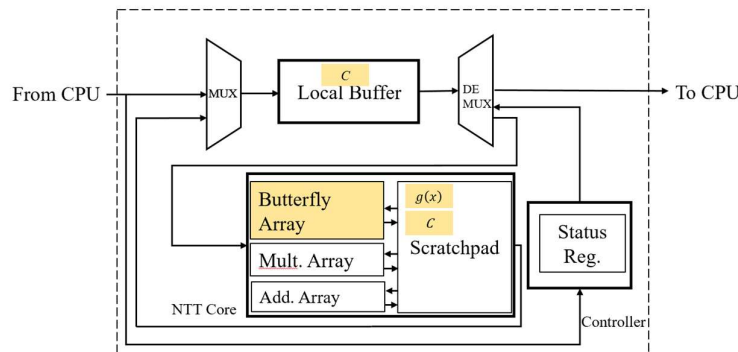 C
MUX
Local Buffer
DE
MUX
From CPU
To CPU
Butterfly
Array
g(x)
C
Scratchpad
Mult. Array
Add. Array
NTT Core
Status
Reg.
Controller